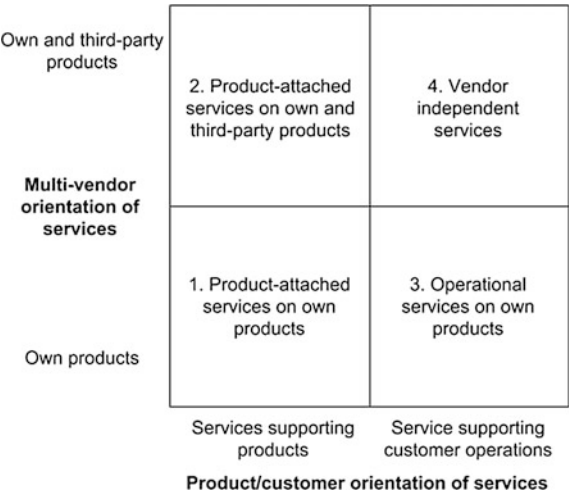 Own and third-party
products
2. Product-attached
services on own and
third-party products
4. Vendor
independent
services
Multi-vendor
orientation of
services
1. Product-attached
services on own
products
3. Operational
services on own
products
Own products
Services supporting
products
Service supporting
customer operations
Product/customer orientation of services